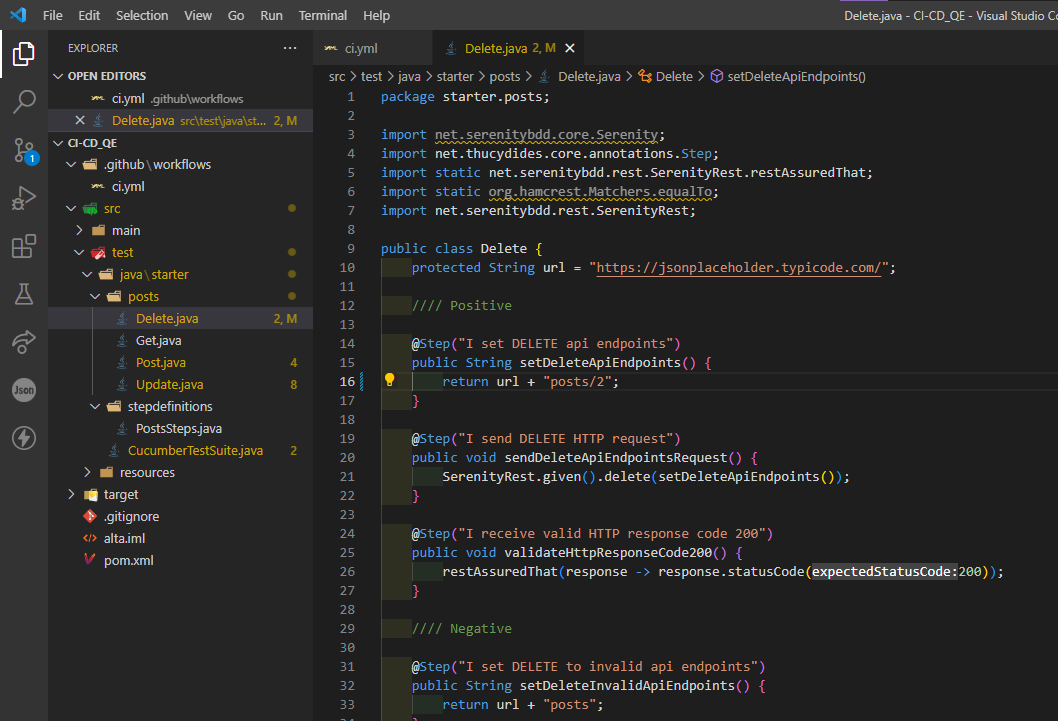 File Edit Selection View Go Run Terminal Help
Delete.java - CI-CD_QE - Visual Studio
EXPLORER
OPEN EDITORS
ci.yml .github\workflows
Delete.java src\test\java\st... 2, M
CI-CD_QE
.github\workflows
ci.yml
src
main
test
java\starter
posts
Delete.java 2, M
Get.java
Post.java 4
Update.java 8
stepdefinitions
PostsSteps.java
CucumberTestSuite.java 2
resources
target
.gitignore
alta.iml
pom.xml
1
Json
ci.yml
Delete.java 2, M
src > test > java > starter > posts > Delete.java > Delete > setDeleteApiEndpoints()
1 package starter.posts;
2
3 import net.serenitybdd.core.Serenity;
4 import net.thucydides.core.annotations.Step;
5 import static net.serenitybdd.rest.SerenityRest.restAssuredThat;
6 import static org.hamcrest.Matchers.equalTo;
7 import net.serenitybdd.rest.SerenityRest;
8
9 public class Delete {
10 protected String url = "https://jsonplaceholder.typicode.com/";
11
12 //// Positive
13
14 @Step("I set DELETE api endpoints")
15 public String setDeleteApiEndpoints() {
16 return url + "posts/2";
17 }
18
19 @Step("I send DELETE HTTP request")
20 public void sendDeleteApiEndpointsRequest() {
21 SerenityRest.given().delete(setDeleteApiEndpoints());
22 }
23
24 @Step("I receive valid HTTP response code 200")
25 public void validateHttpResponseCode200() {
26 restAssuredThat(response -> response.statusCode(expectedStatusCode:200));
27 }
28
29 //// Negative
30
31 @Step("I set DELETE to invalid api endpoints")
32 public String setDeleteInvalidApiEndpoints() {
33 return url + "posts";